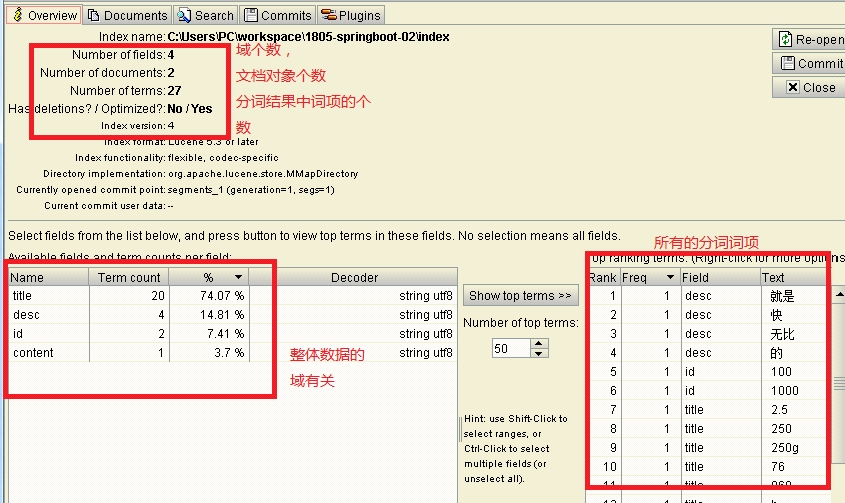 Overview Documents Search Commits Plugins
Index name: C:\Users\PC\workspace\1805-springboot-02\index
Re-open
Number of fields: 4
域个数，
Number of documents: 2
文档对象个数
Commit
Number of terms: 27
分词结果中词项的个
数
Close
Has deletions? / Optimized?: No / Yes
Index version: 4
Index format: Lucene 5.3 or later
Index functionality: flexible, codec-specific
Directory implementation: org.apache.lucene.store.MMapDirectory
Currently opened commit point: segments_1 (generation=1, segs=1)
Current commit user data: --
Select fields from the list below, and press button to view top terms in these fields. No selection means all fields.
所有的分词词项
Available fields and term counts per field:
Top ranking terms. (Right-click for more options
Name Term count % Decoder
title 20 74.07 % string utf8
desc 4 14.81 % string utf8
id 2 7.41 % string utf8
content 1 3.7 % string utf8
整体数据的
域有关
Show top terms >>
Number of top terms:
50
Hint: use Shift-Click to
select ranges, or
Ctrl-Click to select
multiple fields (or
unselect all).
Rank Freq Field Text
1 1 desc 就是
2 1 desc 快
3 1 desc 无比
4 1 desc 的
5 1 id 100
6 1 id 1000
7 1 title 2.5
8 1 title 250
9 1 title 250g
10 1 title 76
11 1 title 960